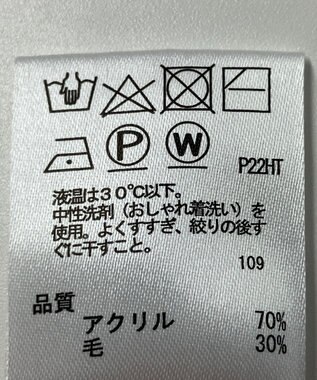 P W P22HT
液温は30℃以下。
中性洗剤（おしゃれ着洗い）を
使用。よくすすぎ、絞りの後す
ぐに干すこと。
109
品質
アクリル 70%
毛 30%